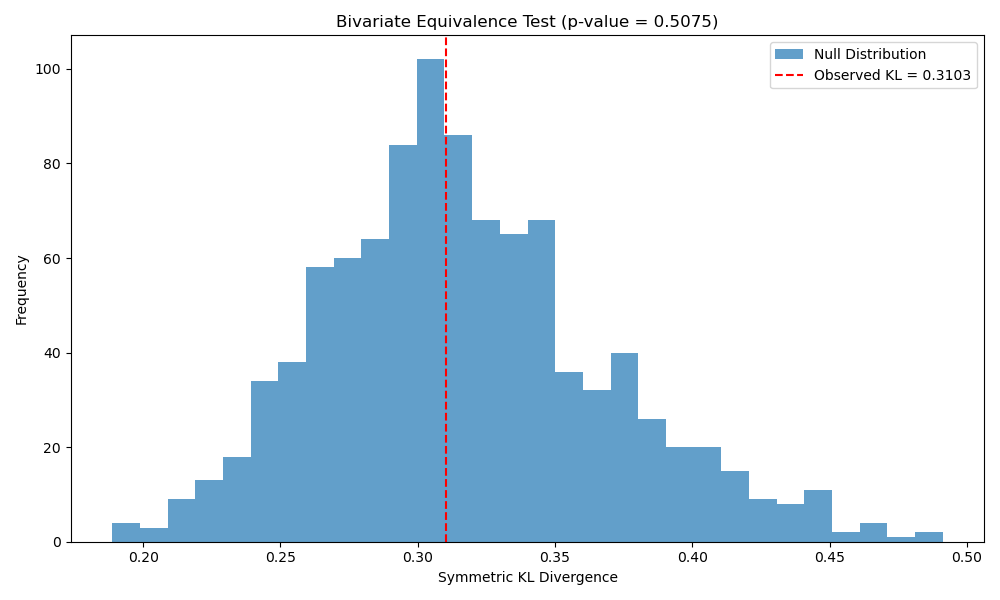 Bivariate Equivalence Test (p-value = 0.5075)
Null Distribution
Observed KL = 0.3103
Frequency
100
80
60
40
20
0
0.20 0.25 0.30 0.35 0.40 0.45 0.50
Symmetric KL Divergence